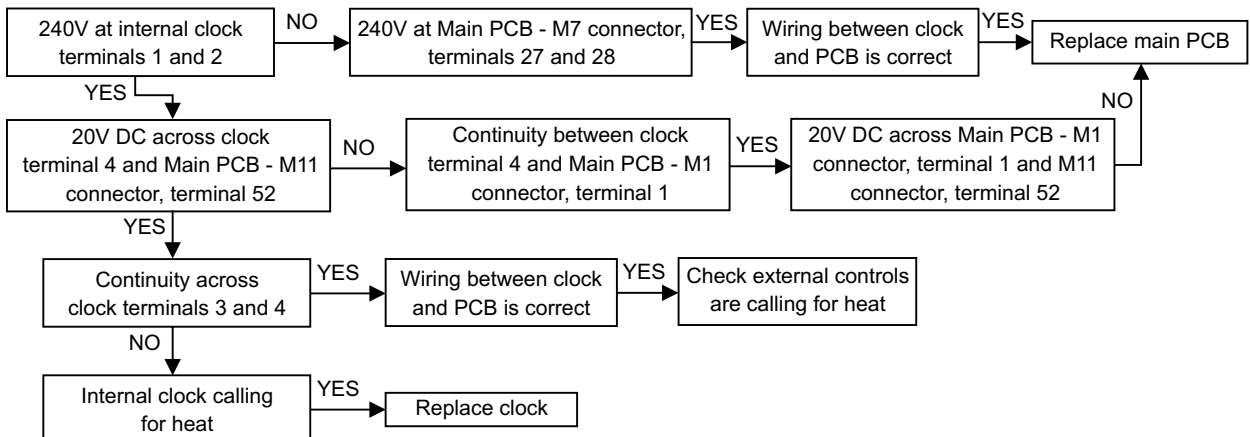 240V at internal clock
terminals 1 and 2
NO
240V at Main PCB - M7 connector,
terminals 27 and 28
YES
Wiring between clock
and PCB is correct
YES
Replace main PCB
YES
NO
20V DC across clock
terminal 4 and Main PCB - M11
connector, terminal 52
NO
Continuity between clock
terminal 4 and Main PCB - M1
connector, terminal 1
YES
20V DC across Main PCB - M1
connector, terminal 1 and M11
connector, terminal 52
YES
Continuity across
clock terminals 3 and 4
YES
Wiring between clock
and PCB is correct
YES
Check external controls
are calling for heat
NO
Internal clock calling
for heat
YES
Replace clock